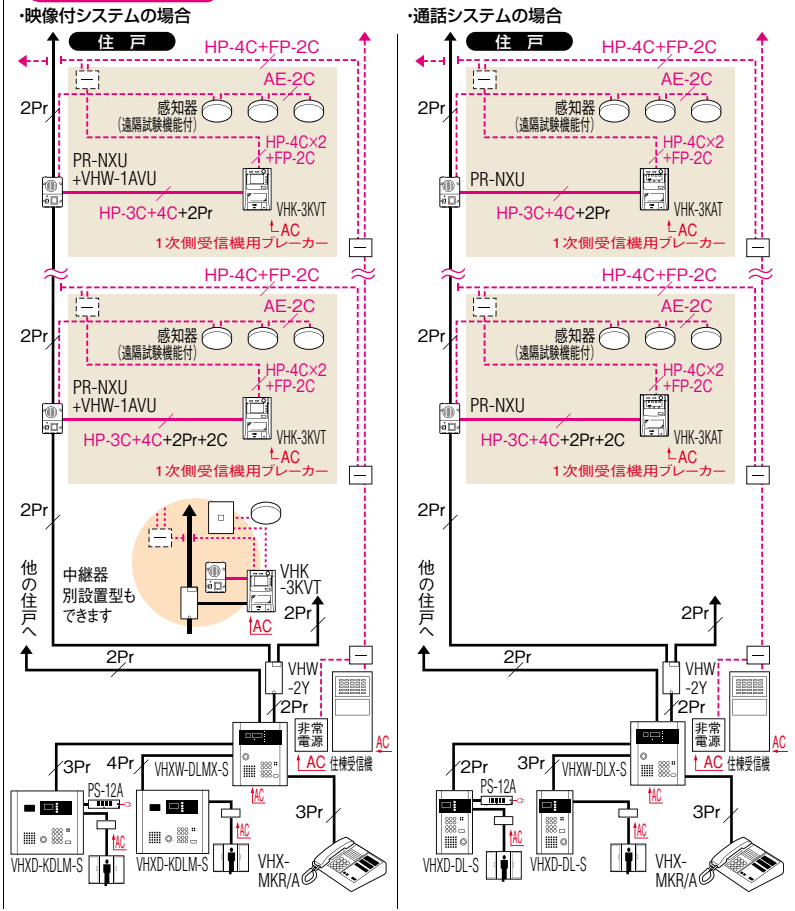 ・映像付システムの場合
住 戸
HP-4C+FP-2C
AE-2C
2Pr
感知器
(遠隔試験機能付)
HP-4C×2
+FP-2C
PR-NXU
+VHW-1AVU
VHK-3KVT
HP-3C+4C+2Pr
AC
1次側受信機用ブレーカー
HP-4C+FP-2C
AE-2C
2Pr
感知器
(遠隔試験機能付)
HP-4C×2
+FP-2C
PR-NXU
+VHW-1AVU
VHK-3KVT
HP-3C+4C+2Pr+2C
AC
1次側受信機用ブレーカー
2Pr
他の住戸へ
中継器
別設置型も
できます
VHK
-3KVT
AC
2Pr
2Pr
VHW
-2Y
2Pr
非常
電源
AC
住棟受信機
AC
3Pr
4Pr
VHXW-DLMX-S
AC
PS-12A
AC
AC
3Pr
VHXD-KDLM-S
VHXD-KDLM-S
VHX-
MKR/A
・通話システムの場合
住 戸
HP-4C+FP-2C
AE-2C
2Pr
感知器
(遠隔試験機能付)
HP-4C×2
+FP-2C
PR-NXU
VHK-3KAT
HP-3C+4C+2Pr
AC
1次側受信機用ブレーカー
HP-4C+FP-2C
AE-2C
2Pr
感知器
(遠隔試験機能付)
HP-4C×2
+FP-2C
PR-NXU
VHK-3KAT
HP-3C+4C+2Pr+2C
AC
1次側受信機用ブレーカー
2Pr
他の住戸へ
2Pr
2Pr
VHW
-2Y
2Pr
非常
電源
AC
住棟受信機
AC
2Pr
3Pr
VHXW-DLX-S
AC
PS-12A
AC
AC
3Pr
VHXD-DL-S
VHXD-DL-S
VHX-
MKR/A